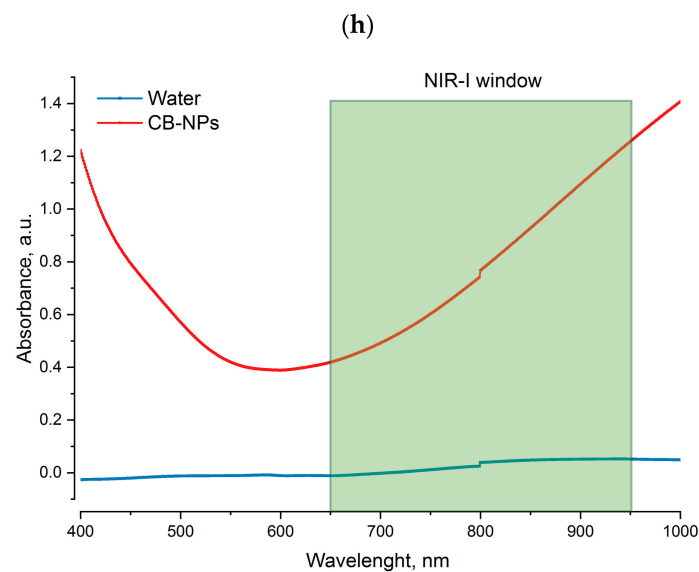 (h)
NIR-I window
Water
CB-NPs
Absorbance, a.u.
1.4
1.2
1.0
0.8
0.6
0.4
0.2
0.0
400 500 600 700 800 900 1000
Wavelenght, nm